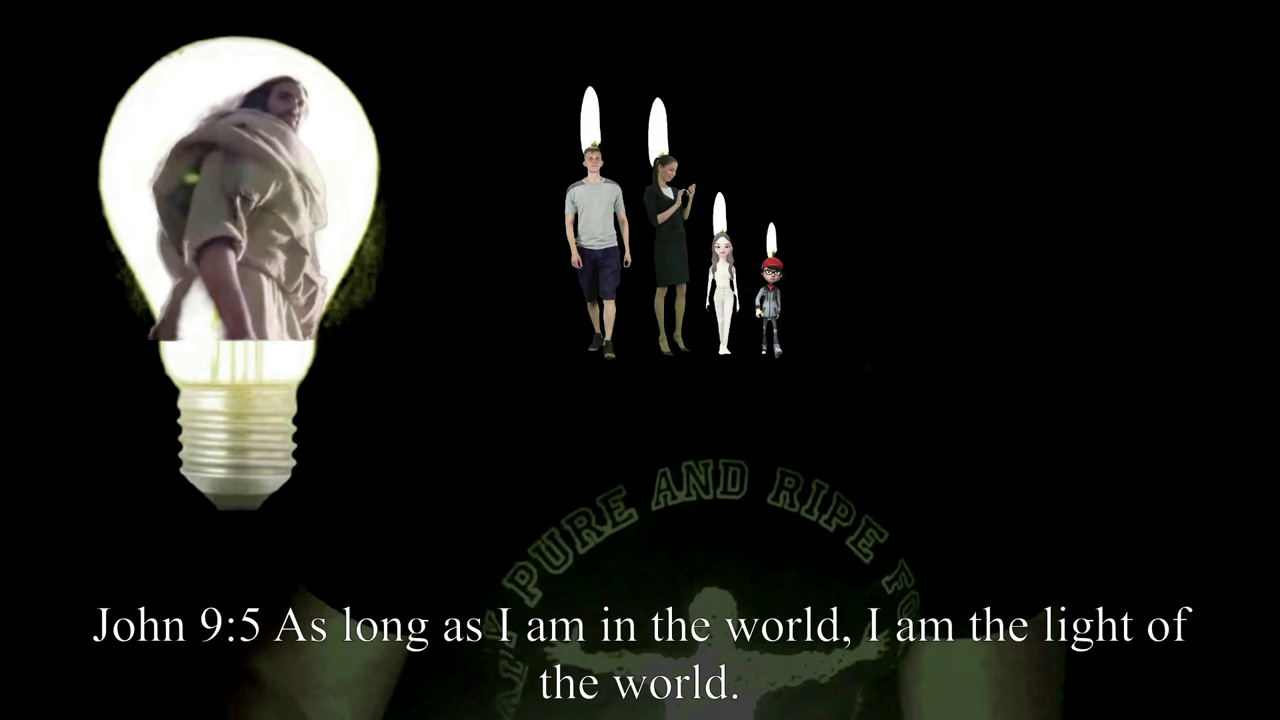 PURE AND RIPE
John 9:5 As long as I am in the world, I am the light of
the world.